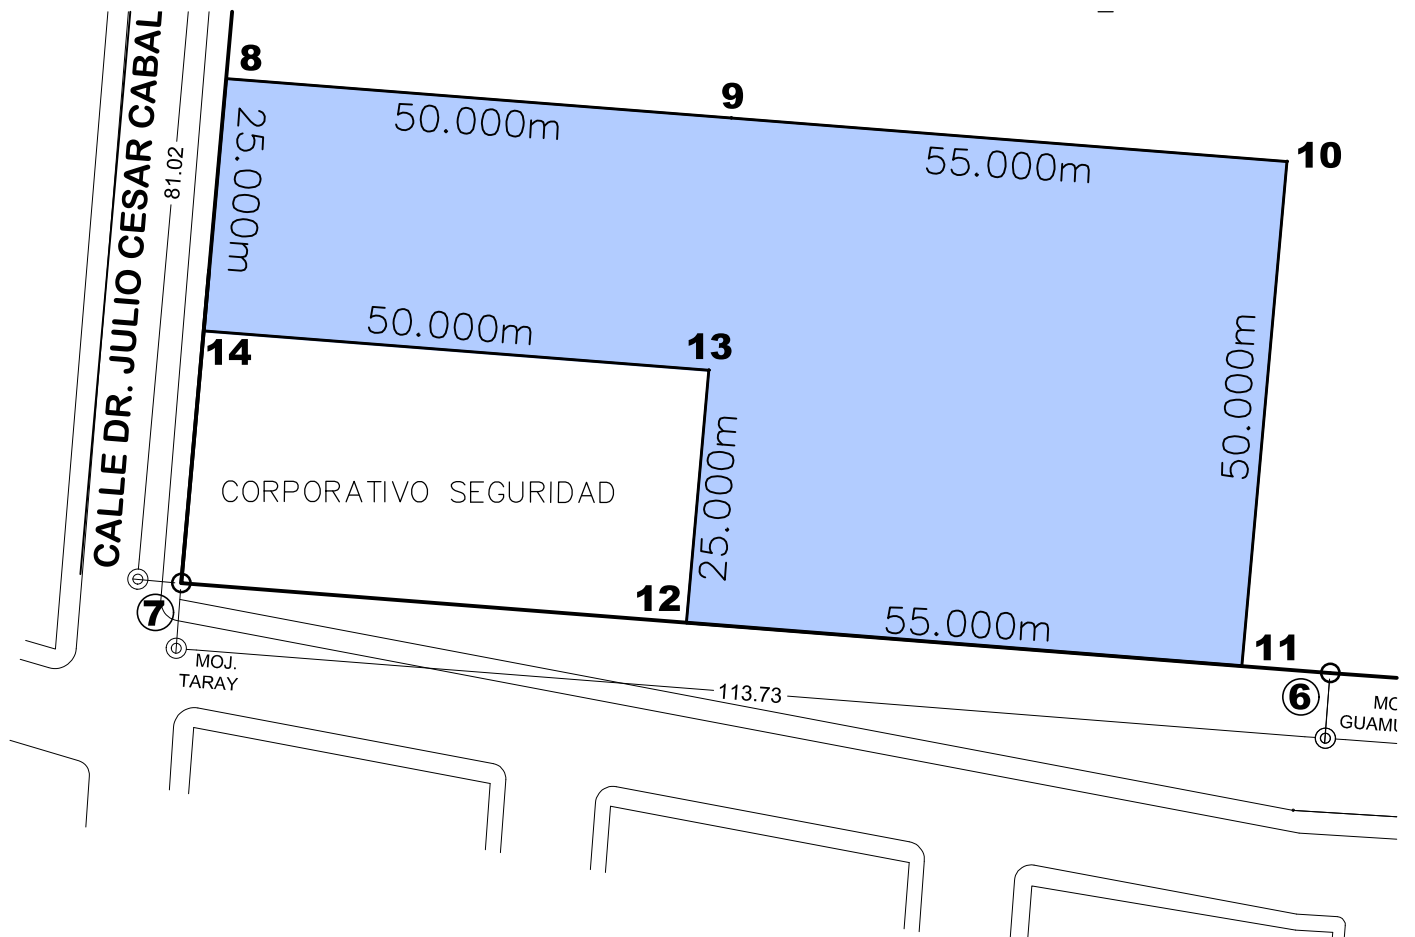 8
9
10
50.000m
55.000m
25.000m
81.02
CALLE DR. JULIO CESAR CABAL
50.000m
14
13
50.000m
25.000m
CORPORATIVO SEGURIDAD
12
55.000m
11
7
6
MOJ.
TARAY
113.73